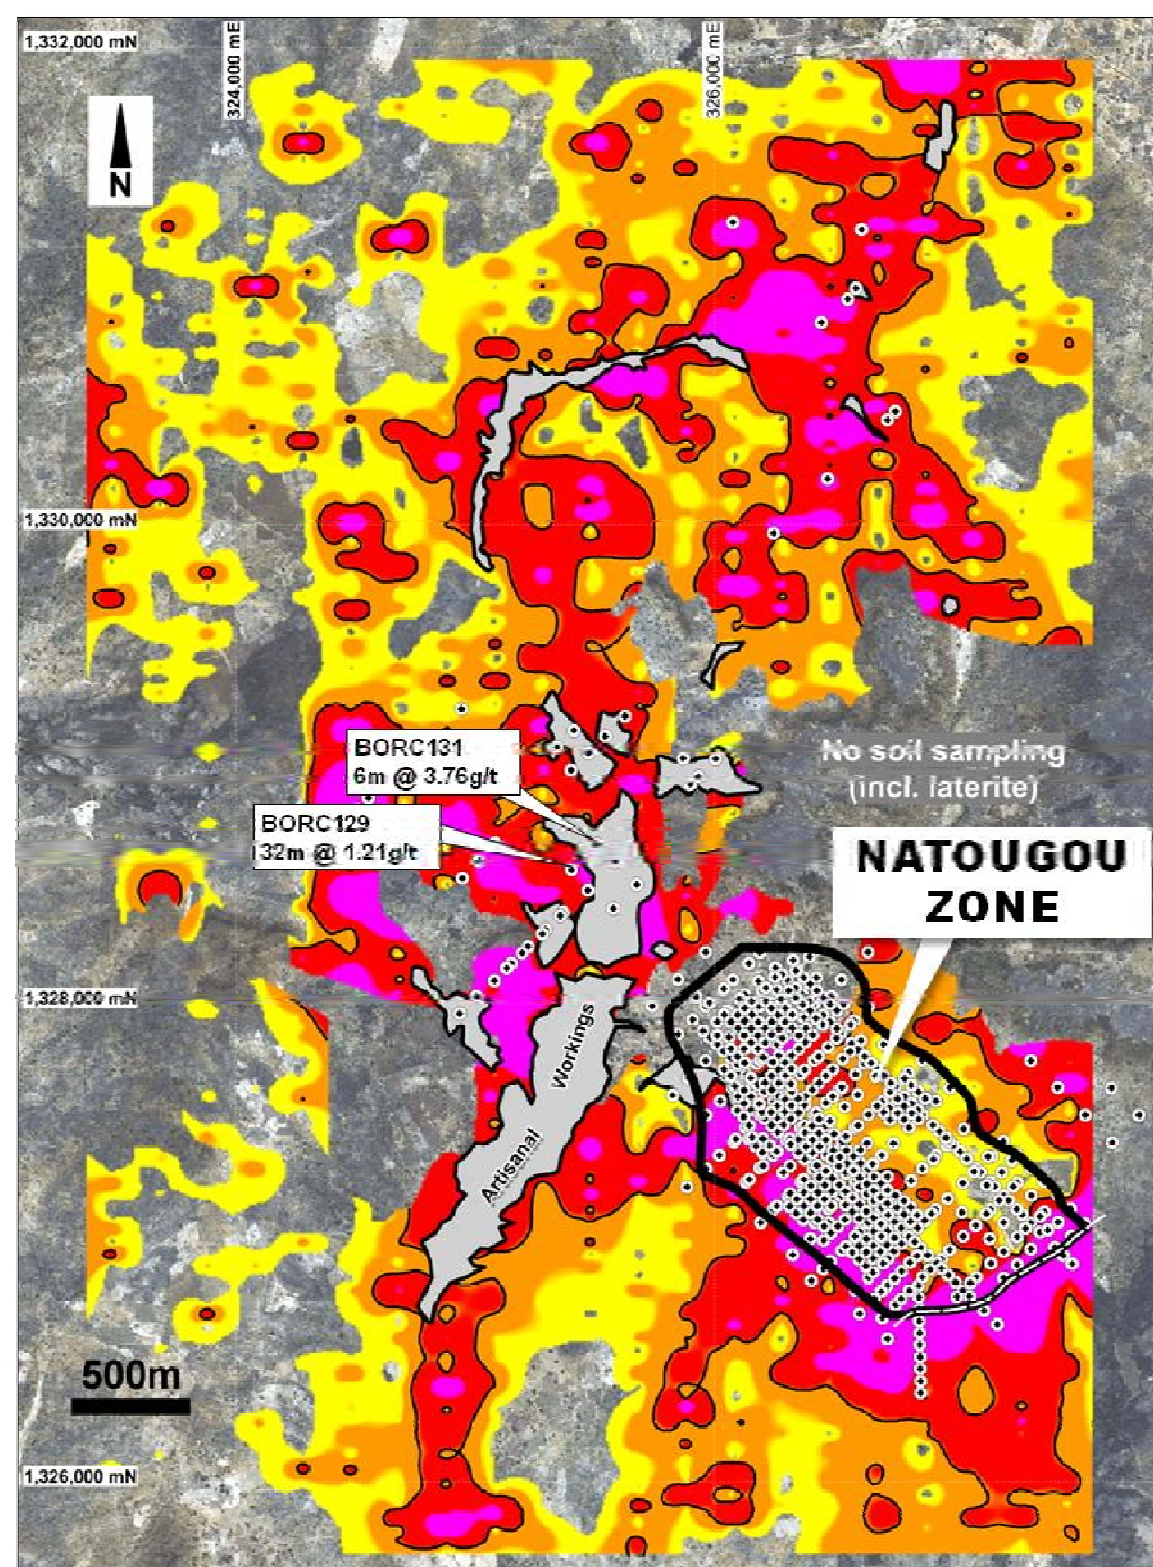 1,332,000 mN
324,000 mE
326,000 mE
N
1,330,000 mN
BORC131
6m @ 3.76g/t
No soil sampling
(incl. laterite)
BORC129
32m @ 1.21g/t
NATOUGOU
ZONE
1,328,000 mN
Workings
Artisanal
500m
1,326,000 mN